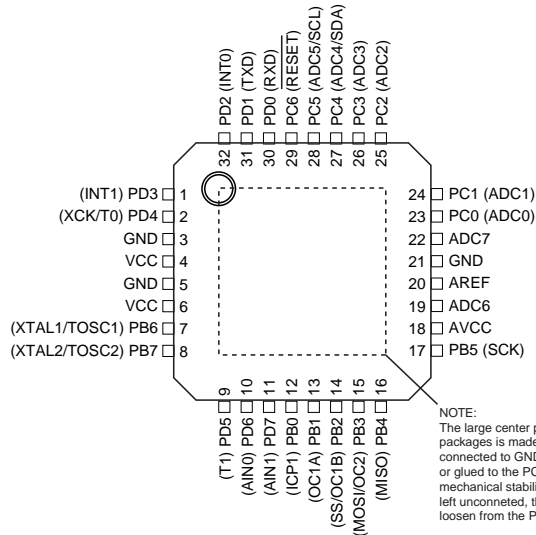 32 PD2 (INT0)
31 PD1 (TXD)
30 PD0 (RXD)
29 PC6 (RESET)
28 PC5 (ADC5/SCL)
27 PC4 (ADC4/SDA)
26 PC3 (ADC3)
25 PC2 (ADC2)
(INT1) PD3 1
(XCK/T0) PD4 2
GND 3
VCC 4
GND 5
VCC 6
(XTAL1/TOSC1) PB6 7
(XTAL2/TOSC2) PB7 8
24 PC1 (ADC1)
23 PC0 (ADC0)
22 ADC7
21 GND
20 AREF
19 ADC6
18 AVCC
17 PB5 (SCK)
(T1) PD5 9
(AIN0) PD6 10
(AIN1) PD7 11
(ICP1) PB0 12
(OC1A) PB1 13
(SS/OC1B) PB2 14
(MOSI/OC2) PB3 15
(MISO) PB4 16
NOTE:
The large center p
packages is made
connected to GND
or glued to the PC
mechanical stabili
left unconneted, th
loosen from the P